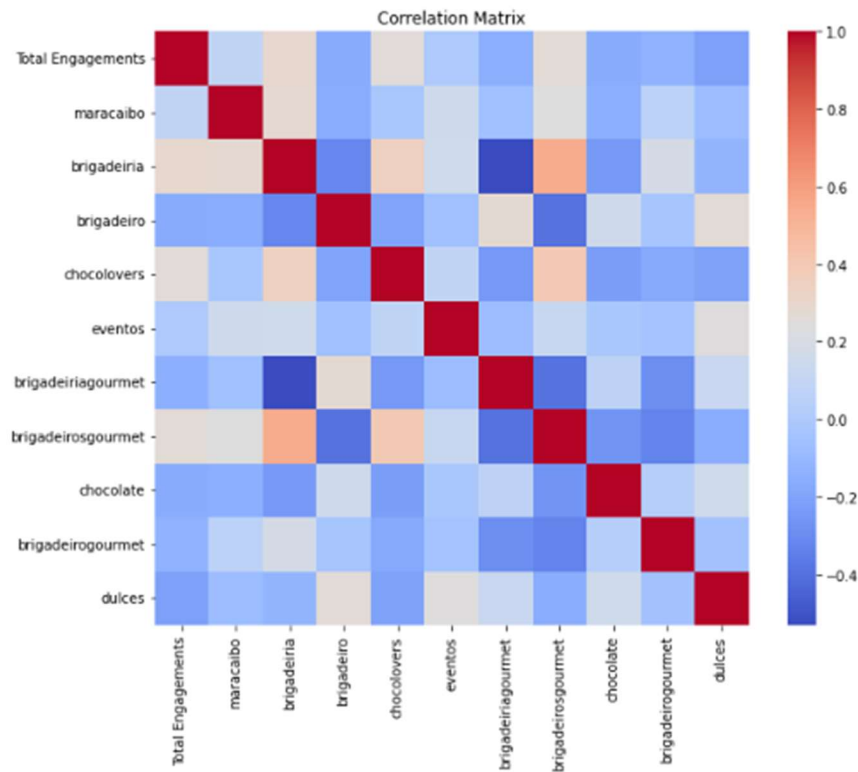 Correlation Matrix
Total Engagements
maracaibo
brigadeiria
brigadeiro
chocolovers
eventos
brigadeiriagourmet
brigadeirosgourmet
chocolate
brigadeirogourmet
dulces
Total Engagements
maracaibo
brigadeiria
brigadeiro
chocolovers
eventos
brigadeiriagourmet
brigadeirosgourmet
chocolate
brigadeirogourmet
dulces
1.0
0.8
0.6
0.4
0.2
0.0
−0.2
−0.4